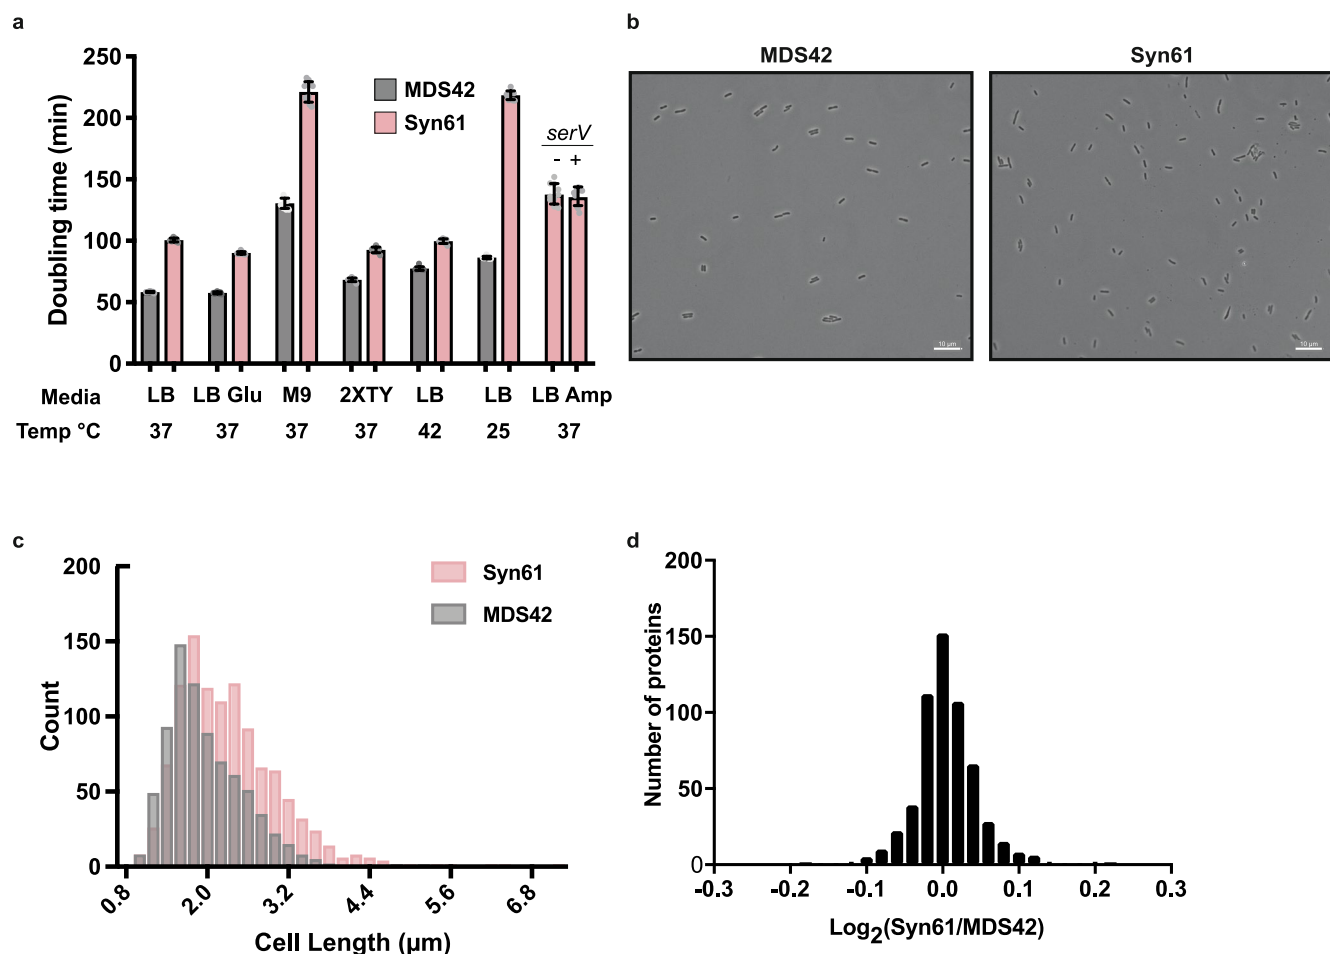 a
250
200
150
100
50
0
Doubling time (min)
MDS42
Syn61
serV
- +
Media LB LB Glu M9 2XTY LB LB LB Amp
Temp °C 37 37 37 37 42 25 37
b
MDS42
10 µm
Syn61
10 µm
c
200
150
100
50
0
Count
Syn61
MDS42
0.8 2.0 3.2 4.4 5.6 6.8
Cell Length (µm)
d
200
150
100
50
0
Number of proteins
-0.3 -0.2 -0.1 0.0 0.1 0.2 0.3
Log2(Syn61/MDS42)